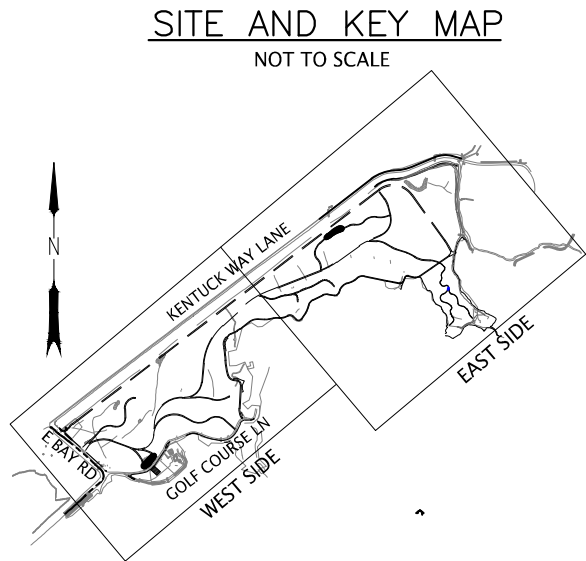 SITE AND KEY MAP
NOT TO SCALE
N
KENTUCK WAY LANE
EAST SIDE
E. BAY RD
GOLF COURSE LN
WEST SIDE